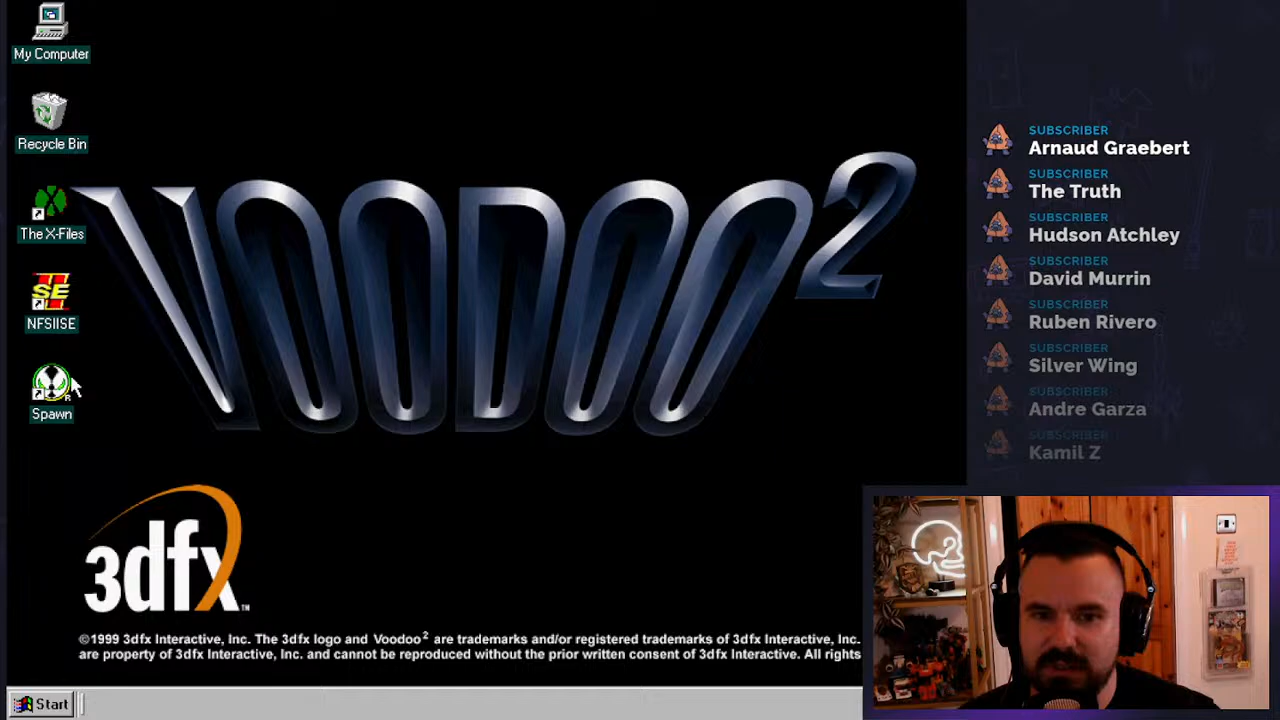 My Computer
Recycle Bin
The X-Files
SE
NFSIISE
Spawn
VOODOO2
3dfx
TM
©1999 3dfx Interactive, Inc. The 3dfx logo and Voodoo2 are trademarks and/or registered trademarks of 3dfx Interactive, Inc.
are property of 3dfx Interactive, Inc. and cannot be reproduced without the prior written consent of 3dfx Interactive. All rights
Start
SUBSCRIBER
Arnaud Graebert
SUBSCRIBER
The Truth
SUBSCRIBER
Hudson Atchley
SUBSCRIBER
David Murrin
SUBSCRIBER
Ruben Rivero
SUBSCRIBER
Silver Wing
SUBSCRIBER
Andre Garza
SUBSCRIBER
Kamil Z